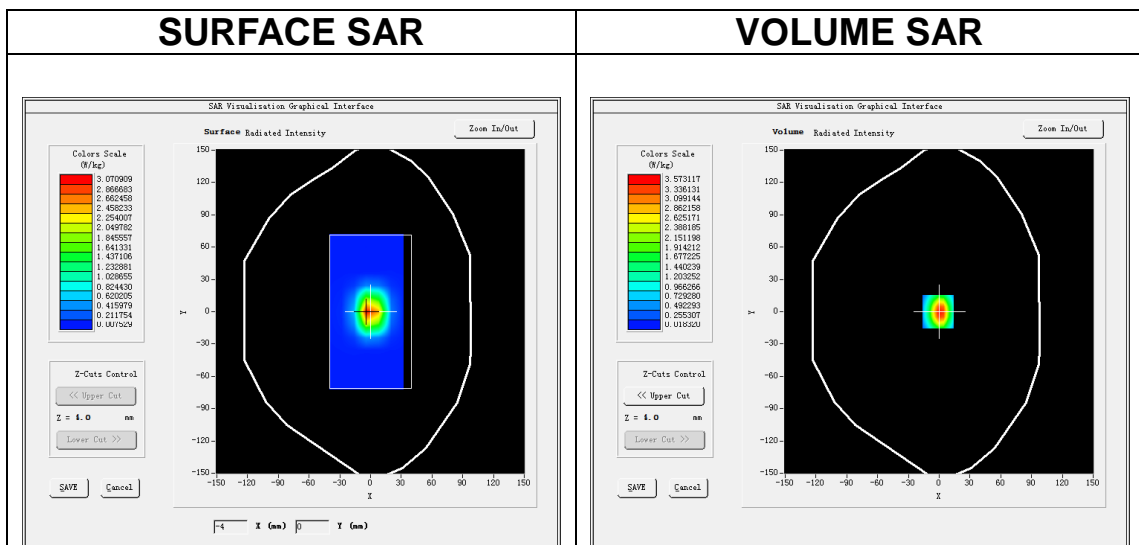 SURFACE SAR
VOLUME SAR
SAR Visualisation Graphical Interface
Surface Radiated Intensity
Zoom In/Out
Colors Scale
(W/kg)
3.070909
2.866683
2.662458
2.458233
2.254007
2.049782
1.845557
1.641331
1.437106
1.232881
1.028655
0.824430
0.620205
0.415979
0.211754
0.007529
Z-Cuts Control
<< Upper Cut
Z = 4.0 mm
Lower Cut >>
SAVE
Cancel
150
120
90
60
30
0
-30
-60
-90
-120
-150
Y
-150 -120 -90 -60 -30 0 30 60 90 120 150
X
-4 X (mm) 0 Y (mm)
SAR Visualisation Graphical Interface
Volume Radiated Intensity
Zoom In/Out
Colors Scale
(W/kg)
3.573117
3.336131
3.099144
2.862158
2.625171
2.388185
2.151198
1.914212
1.677225
1.440239
1.203252
0.966266
0.729280
0.492293
0.255307
0.018320
Z-Cuts Control
<< Upper Cut
Z = 4.0 mm
Lower Cut >>
SAVE
Cancel
150
120
90
60
30
0
-30
-60
-90
-120
-150
Y
-150 -120 -90 -60 -30 0 30 60 90 120 150
X